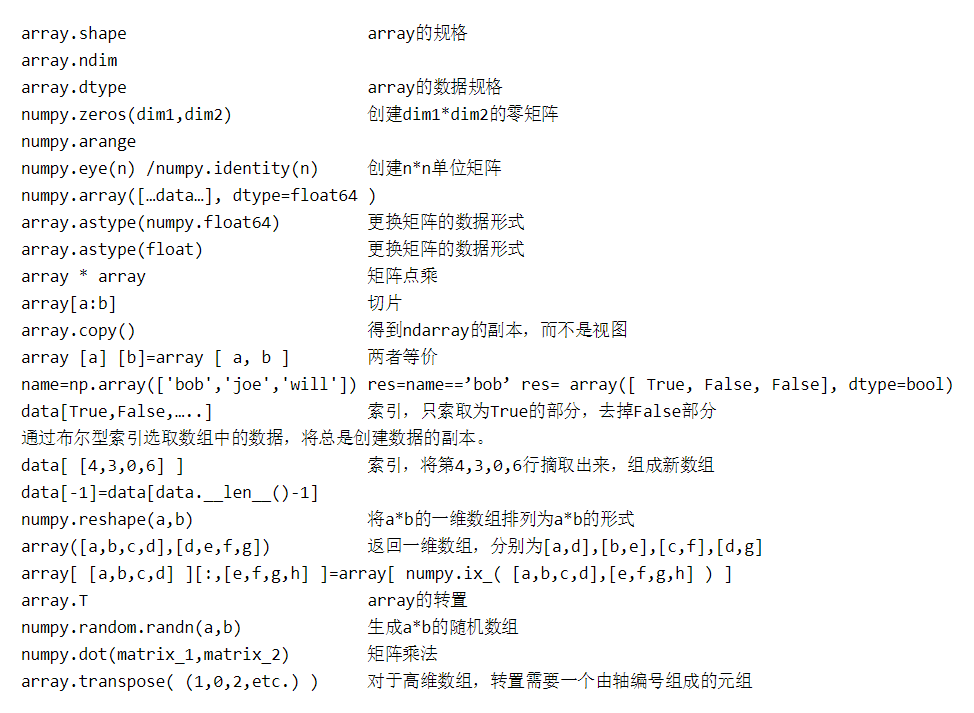 array.shape array的规格
array.ndim
array.dtype array的数据规格
numpy.zeros(dim1,dim2) 创建dim1*dim2的零矩阵
numpy.arange
numpy.eye(n) /numpy.identity(n) 创建n*n单位矩阵
numpy.array([…data…], dtype=float64 )
array.astype(numpy.float64) 更换矩阵的数据形式
array.astype(float) 更换矩阵的数据形式
array * array 矩阵点乘
array[a:b] 切片
array.copy() 得到ndarray的副本，而不是视图
array [a] [b]=array [ a, b ] 两者等价
name=np.array(['bob','joe','will']) res=name==’bob’ res= array([ True, False, False], dtype=bool)
data[True,False,…..] 索引，只索取为True的部分，去掉False部分
通过布尔型索引选取数组中的数据，将总是创建数据的副本。
data[ [4,3,0,6] ] 索引，将第4,3,0,6行摘取出来，组成新数组
data[-1]=data[data.__len__()-1]
numpy.reshape(a,b) 将a*b的一维数组排列为a*b的形式
array([a,b,c,d],[d,e,f,g]) 返回一维数组，分别为[a,d],[b,e],[c,f],[d,g]
array[ [a,b,c,d] ][:,[e,f,g,h] ]=array[ numpy.ix_( [a,b,c,d],[e,f,g,h] ) ]
array.T array的转置
numpy.random.randn(a,b) 生成a*b的随机数组
numpy.dot(matrix_1,matrix_2) 矩阵乘法
array.transpose( (1,0,2,etc.) ) 对于高维数组，转置需要一个由轴编号组成的元组